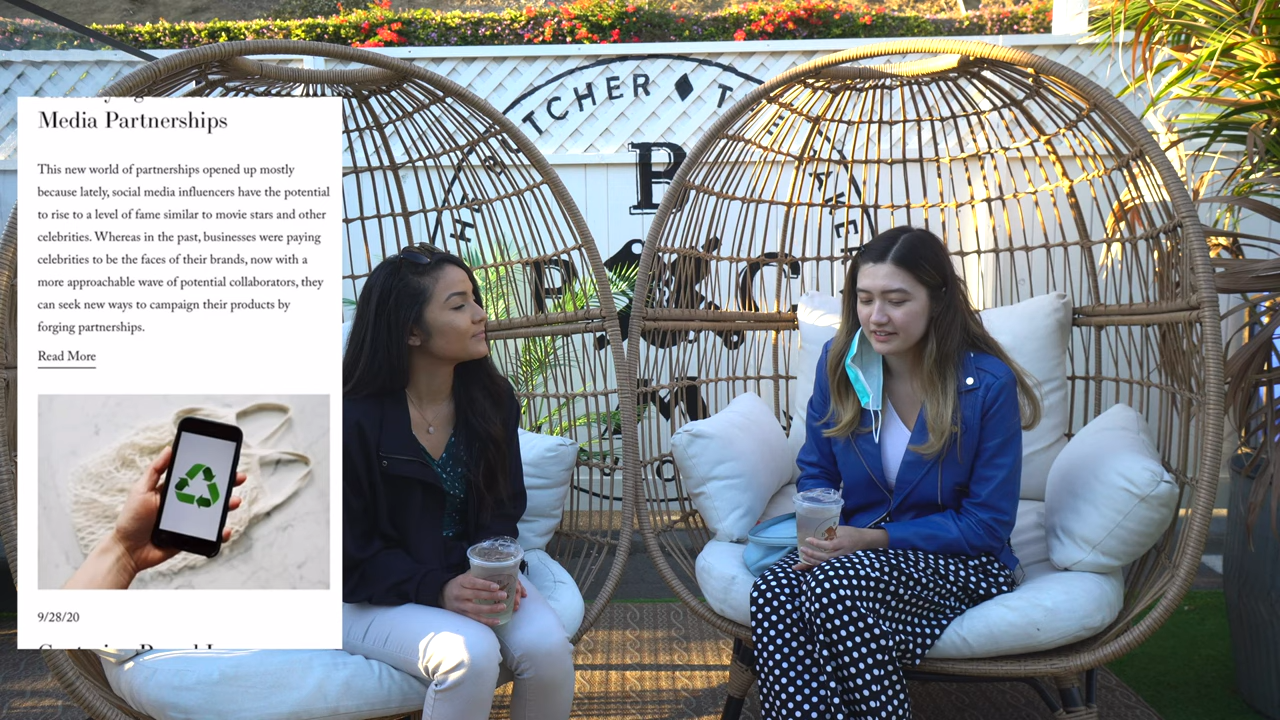 Media Partnerships
This new world of partnerships opened up mostly
because lately, social media influencers have the potential
to rise to a level of fame similar to movie stars and other
celebrities. Whereas in the past, businesses were paying
celebrities to be the faces of their brands, now with a
more approachable wave of potential collaborators, they
can seek new ways to campaign their products by
forging partnerships.
Read More
9/28/20
TCHER
P
P & C
M